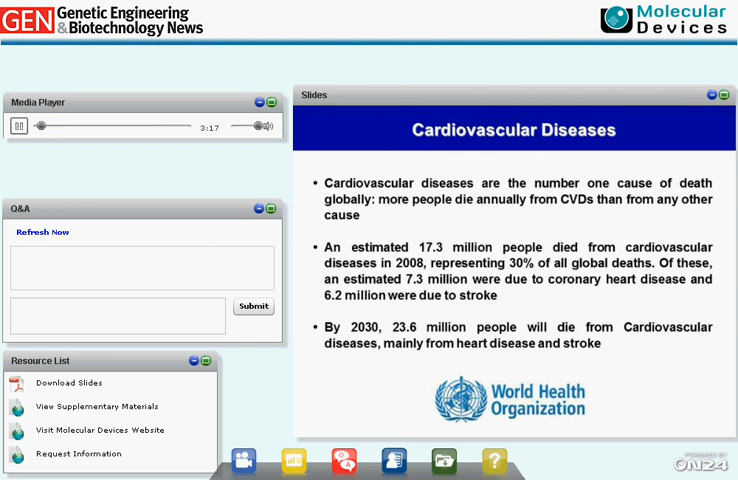 GEN Genetic Engineering
&Biotechnology News
Molecular
Devices
Media Player
3:17
Q&A
Refresh Now
Submit
Resource List
Download Slides
View Supplementary Materials
Visit Molecular Devices Website
Request Information
Slides
Cardiovascular Diseases
• Cardiovascular diseases are the number one cause of death
globally: more people die annually from CVDs than from any other
cause
• An estimated 17.3 million people died from cardiovascular
diseases in 2008, representing 30% of all global deaths. Of these,
an estimated 7.3 million were due to coronary heart disease and
6.2 million were due to stroke
• By 2030, 23.6 million people will die from Cardiovascular
diseases, mainly from heart disease and stroke
World Health
Organization
Q
A
?
POWERED BY
ON24